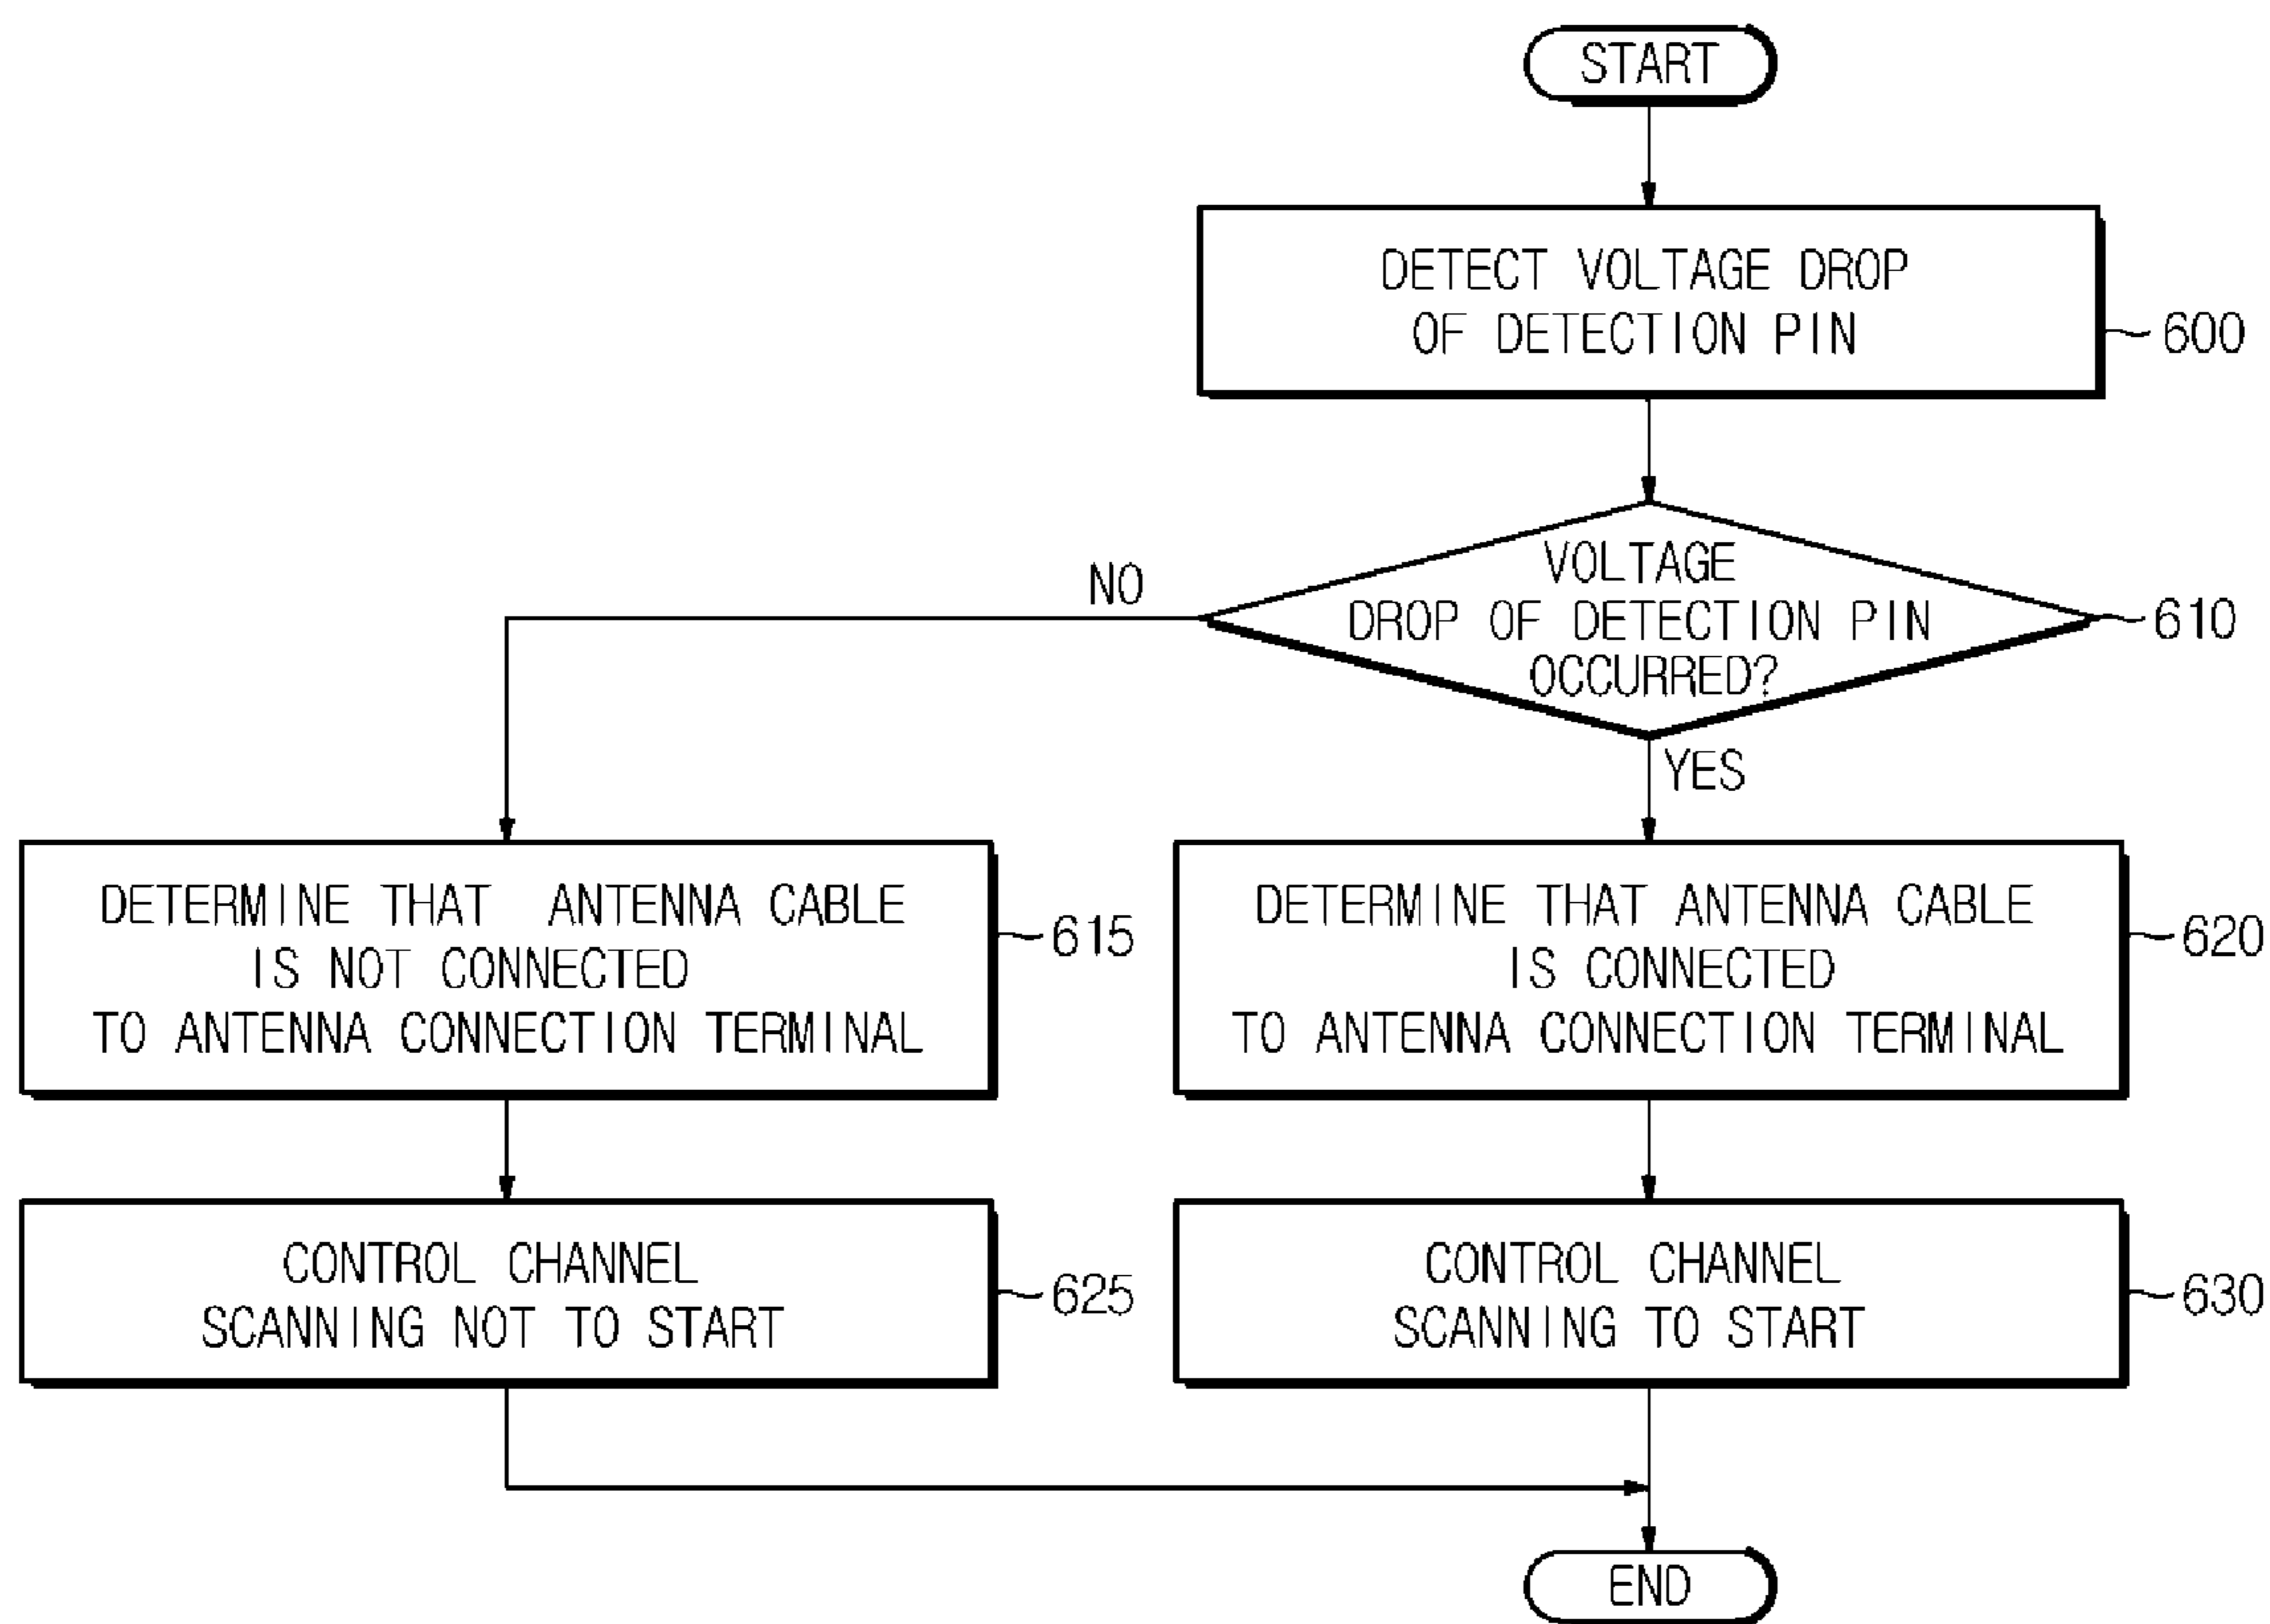 START
DETECT VOLTAGE DROP
OF DETECTION PIN
600
VOLTAGE
DROP OF DETECTION PIN
OCCURRED?
610
NO
YES
DETERMINE THAT ANTENNA CABLE
IS NOT CONNECTED
TO ANTENNA CONNECTION TERMINAL
615
DETERMINE THAT ANTENNA CABLE
IS CONNECTED
TO ANTENNA CONNECTION TERMINAL
620
CONTROL CHANNEL
SCANNING NOT TO START
625
CONTROL CHANNEL
SCANNING TO START
630
END